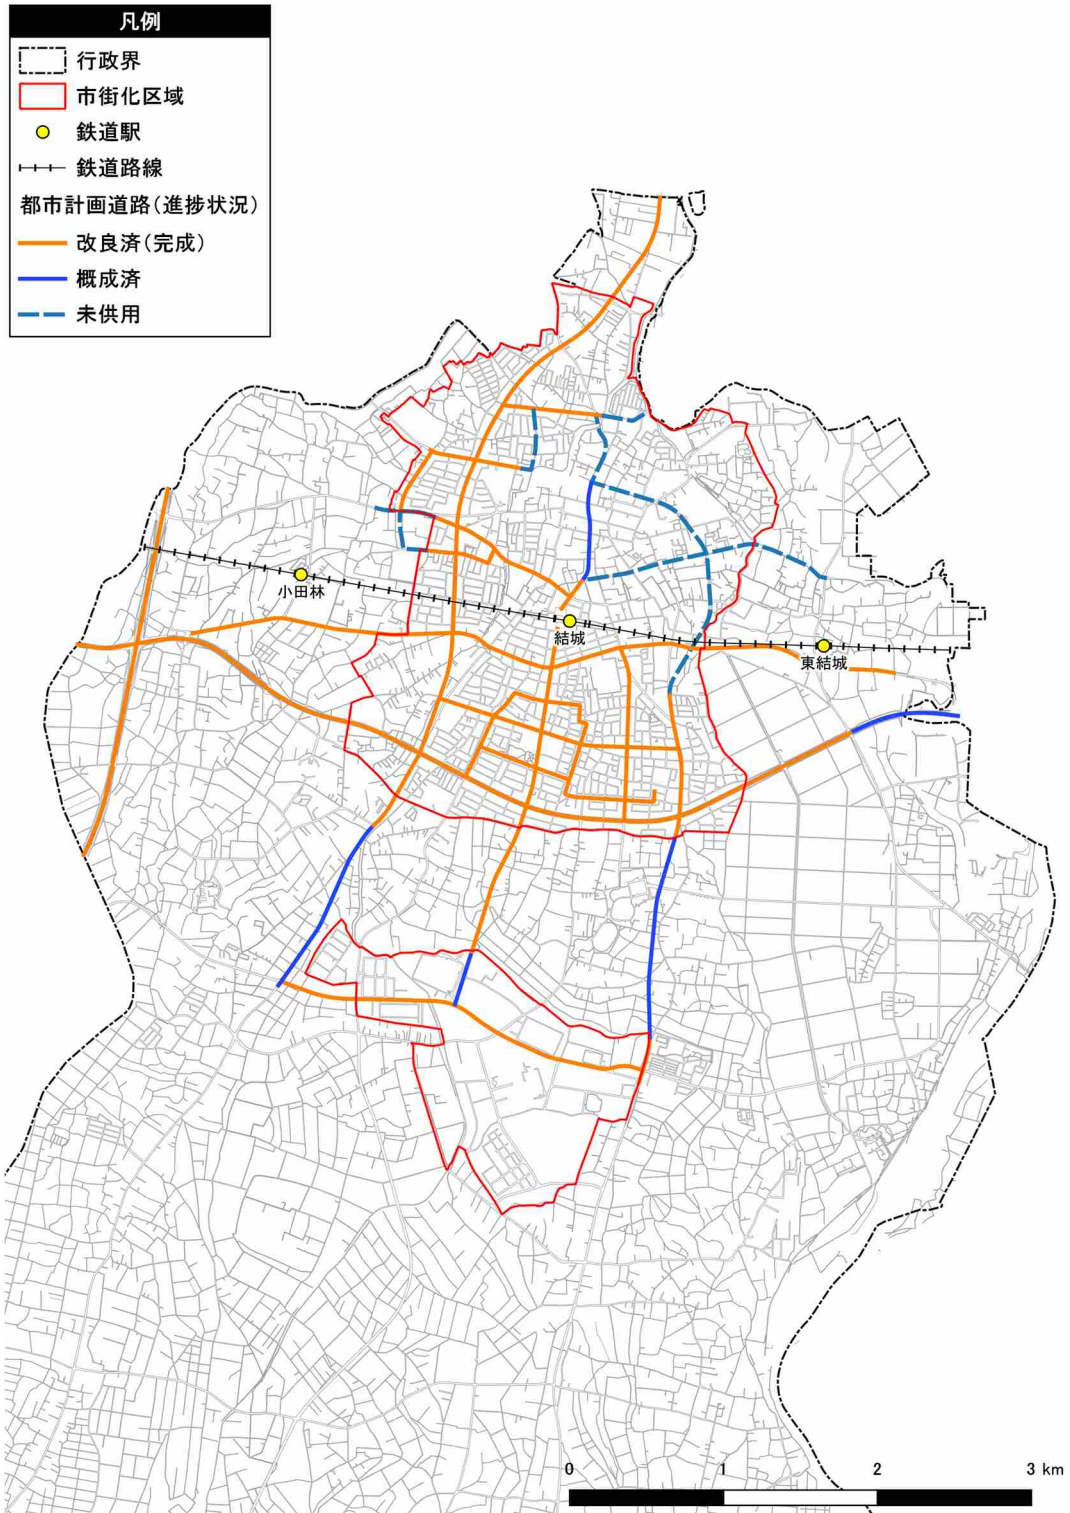 凡例
行政界
市街化区域
鉄道駅
鉄道路線
都市計画道路(進捗状況)
改良済(完成)
概成済
未供用
小田林
結城
東結城
0 1 2 3 km